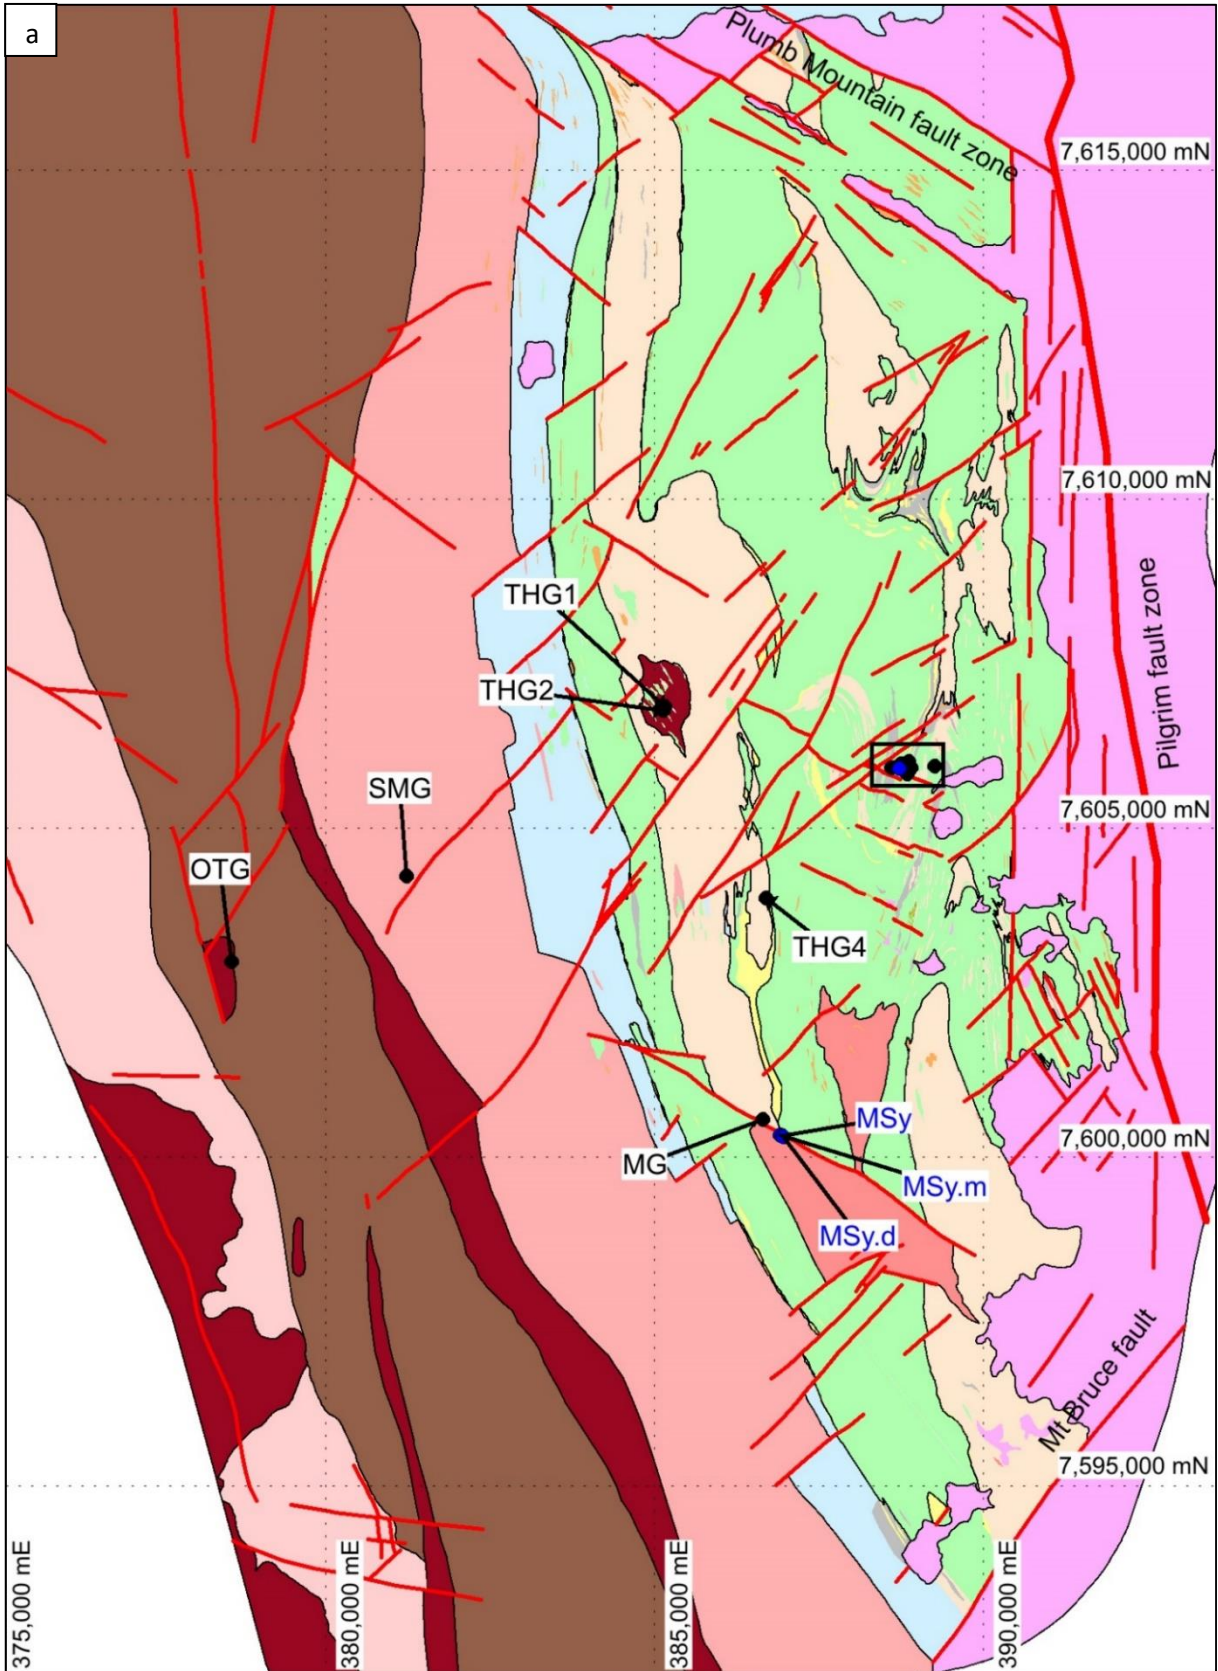 a
Plumb Mountain fault zone
7,615,000 mN
7,610,000 mN
THG1
THG2
Pilgrim fault zone
SMG
7,605,000 mN
OTG
THG4
MSy
7,600,000 mN
MG
MSy.m
MSy.d
Mt Bruce fault
7,595,000 mN
375,000 mE
380,000 mE
385,000 mE
390,000 mE